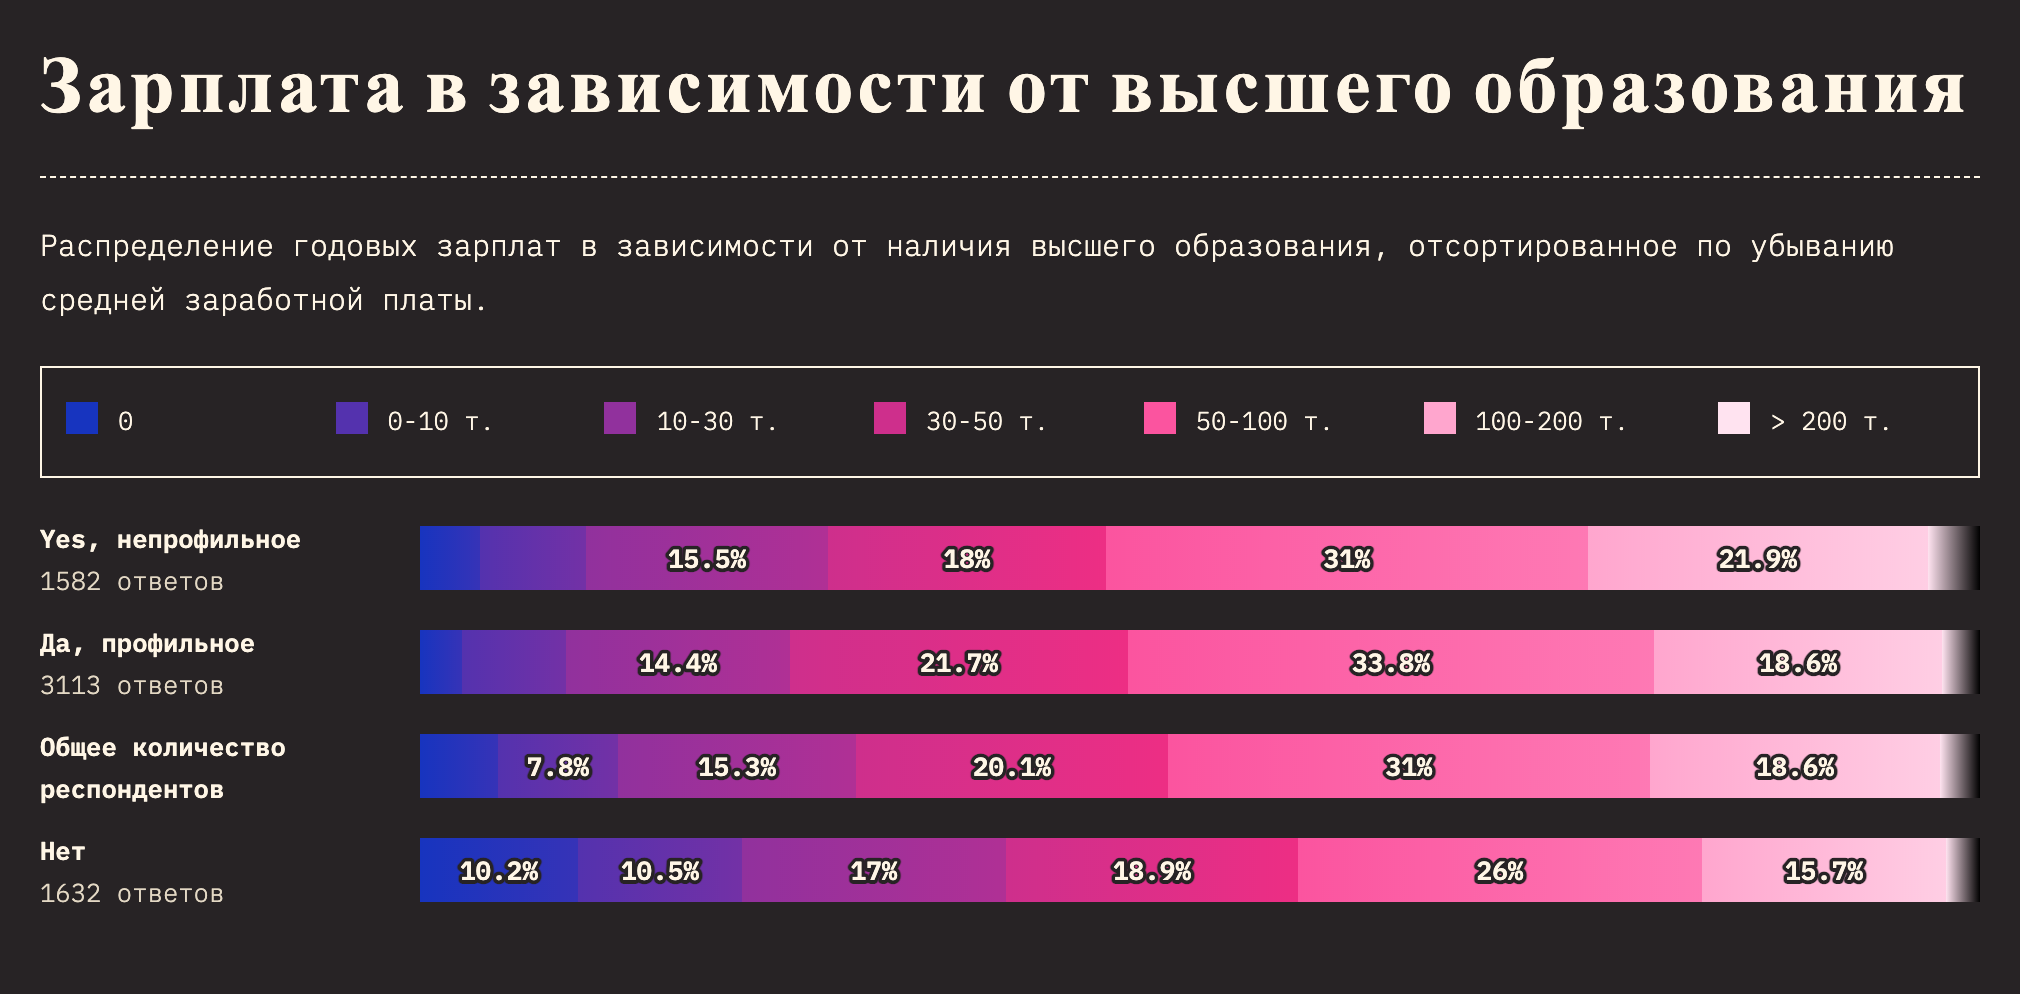 Зарплата в зависимости от высшего образования
Распределение годовых зарплат в зависимости от наличия высшего образования, отсортированное по убыванию
средней заработной платы.
0 0-10 т. 10-30 т. 30-50 т. 50-100 т. 100-200 т. > 200 т.
Yes, непрофильное
1582 ответов
15.5% 18% 31% 21.9%
Да, профильное
3113 ответов
14.4% 21.7% 33.8% 18.6%
Общее количество
респондентов
7.8% 15.3% 20.1% 31% 18.6%
Нет
1632 ответов
10.2% 10.5% 17% 18.9% 26% 15.7%